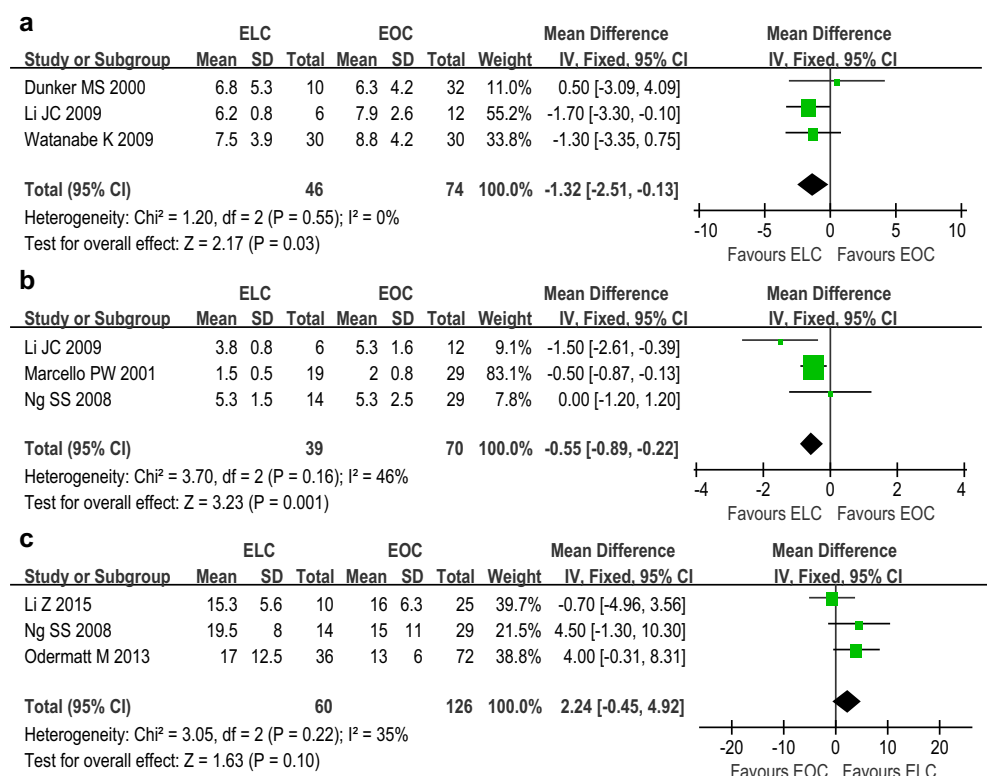 a
ELC EOC Mean Difference Mean Difference
Study or Subgroup Mean SD Total Mean SD Total Weight IV, Fixed, 95% CI IV, Fixed, 95% CI
Dunker MS 2000 6.8 5.3 10 6.3 4.2 32 11.0% 0.50 [-3.09, 4.09]
Li JC 2009 6.2 0.8 6 7.9 2.6 12 55.2% -1.70 [-3.30, -0.10]
Watanabe K 2009 7.5 3.9 30 8.8 4.2 30 33.8% -1.30 [-3.35, 0.75]
Total (95% CI) 46 74 100.0% -1.32 [-2.51, -0.13]
Heterogeneity: Chi² = 1.20, df = 2 (P = 0.55); I² = 0%
Test for overall effect: Z = 2.17 (P = 0.03)
-10 -5 0 5 10
Favours ELC Favours EOC
b
ELC EOC Mean Difference Mean Difference
Study or Subgroup Mean SD Total Mean SD Total Weight IV, Fixed, 95% CI IV, Fixed, 95% CI
Li JC 2009 3.8 0.8 6 5.3 1.6 12 9.1% -1.50 [-2.61, -0.39]
Marcello PW 2001 1.5 0.5 19 2 0.8 29 83.1% -0.50 [-0.87, -0.13]
Ng SS 2008 5.3 1.5 14 5.3 2.5 29 7.8% 0.00 [-1.20, 1.20]
Total (95% CI) 39 70 100.0% -0.55 [-0.89, -0.22]
Heterogeneity: Chi² = 3.70, df = 2 (P = 0.16); I² = 46%
Test for overall effect: Z = 3.23 (P = 0.001)
-4 -2 0 2 4
Favours ELC Favours EOC
c
ELC EOC Mean Difference Mean Difference
Study or Subgroup Mean SD Total Mean SD Total Weight IV, Fixed, 95% CI IV, Fixed, 95% CI
Li Z 2015 15.3 5.6 10 16 6.3 25 39.7% -0.70 [-4.96, 3.56]
Ng SS 2008 19.5 8 14 15 11 29 21.5% 4.50 [-1.30, 10.30]
Odermatt M 2013 17 12.5 36 13 6 72 38.8% 4.00 [-0.31, 8.31]
Total (95% CI) 60 126 100.0% 2.24 [-0.45, 4.92]
Heterogeneity: Chi² = 3.05, df = 2 (P = 0.22); I² = 35%
Test for overall effect: Z = 1.63 (P = 0.10)
-20 -10 0 10 20
Favours EOC Favours ELC